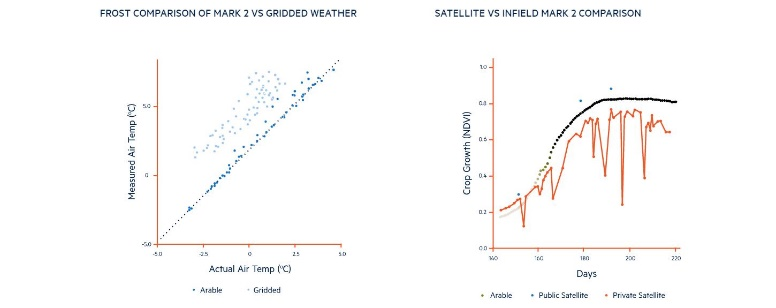 FROST COMPARISON OF MARK 2 VS GRIDDED WEATHER
Measured Air Temp (°C)
5.0
0
-5.0
-5.0 -2.5 0 2.5 5.0
Actual Air Temp (°C)
Arable Gridded
SATELLITE VS INFIELD MARK 2 COMPARISON
Crop Growth (NDVI)
1.0
0.8
0.6
0.4
0.2
0.0
140 160 180 200 220
Days
Arable Public Satellite Private Satellite